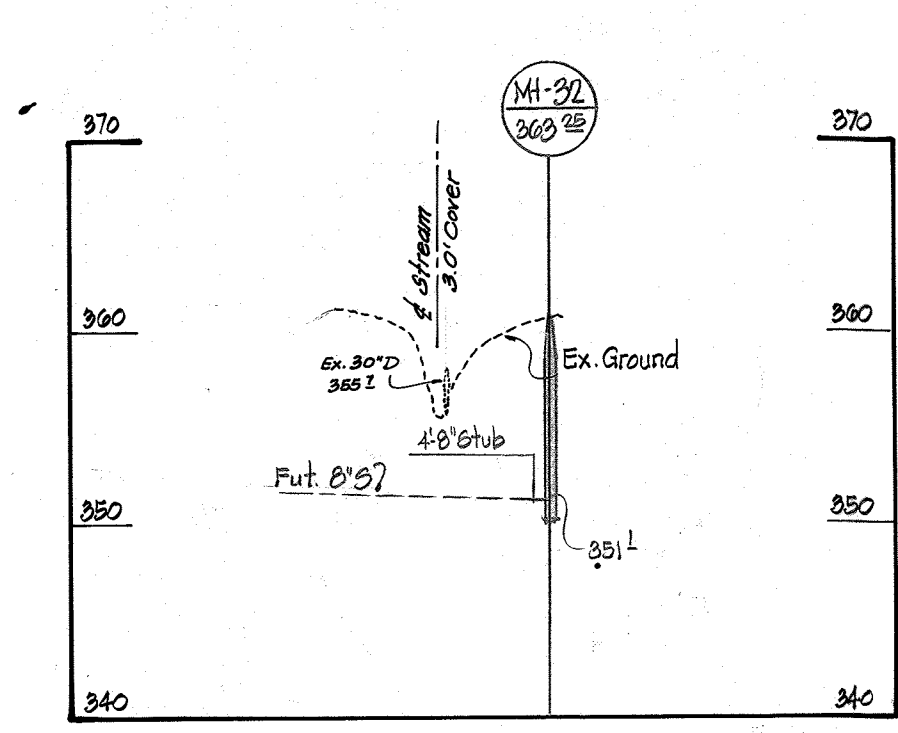 MH-32
363 25
370
370
℄ Stream
3.0' Cover
360
360
Ex. 30"D
355 7
Ex. Ground
4'-8" Stub
Fut. 8"S
350
350
351 1
340
340